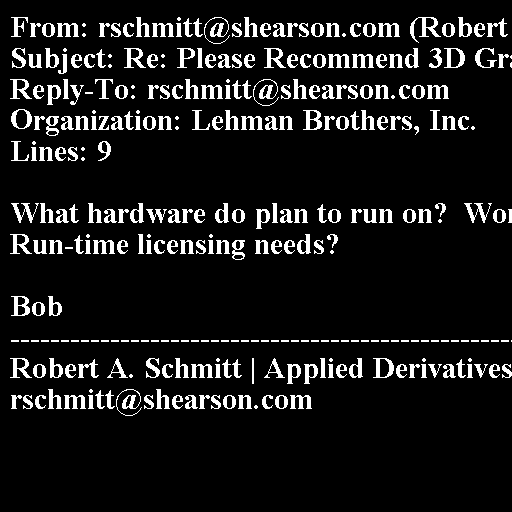 From: rschmitt@shearson.com (Robert
Subject: Re: Please Recommend 3D Gra
Reply-To: rschmitt@shearson.com
Organization: Lehman Brothers, Inc.
Lines: 9

What hardware do plan to run on?  Wor
Run-time licensing needs?

Bob
------------------------------------------------------------
Robert A. Schmitt | Applied Derivatives
rschmitt@shearson.com